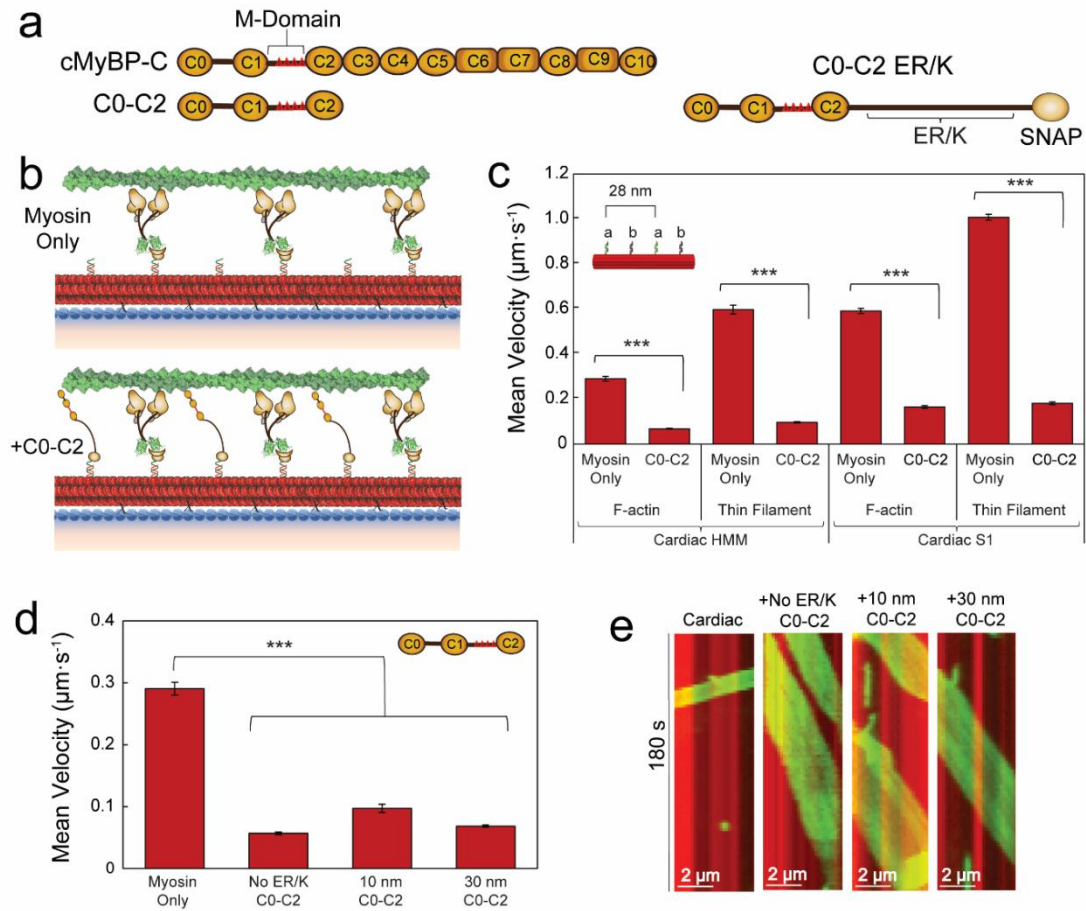 a
M-Domain
cMyBP-C
C0 C1 C2 C3 C4 C5 C6 C7 C8 C9 C10
C0-C2
C0 C1 C2
C0-C2 ER/K
C0 C1 C2
ER/K
SNAP
b
Myosin
Only
+C0-C2
c
Mean Velocity (µm·s⁻¹)
1.2
1.0
0.8
0.6
0.4
0.2
0
28 nm
a b a b
***
***
***
***
Myosin Only C0-C2 Myosin Only C0-C2 Myosin Only C0-C2 Myosin Only C0-C2
F-actin Thin Filament F-actin Thin Filament
Cardiac HMM Cardiac S1
d
Mean Velocity (µm·s⁻¹)
0.4
0.3
0.2
0.1
0
***
C0 C1 C2
Myosin Only No ER/K C0-C2 10 nm C0-C2 30 nm C0-C2
e
Cardiac +No ER/K C0-C2 +10 nm C0-C2 +30 nm C0-C2
180 s
2 µm 2 µm 2 µm 2 µm